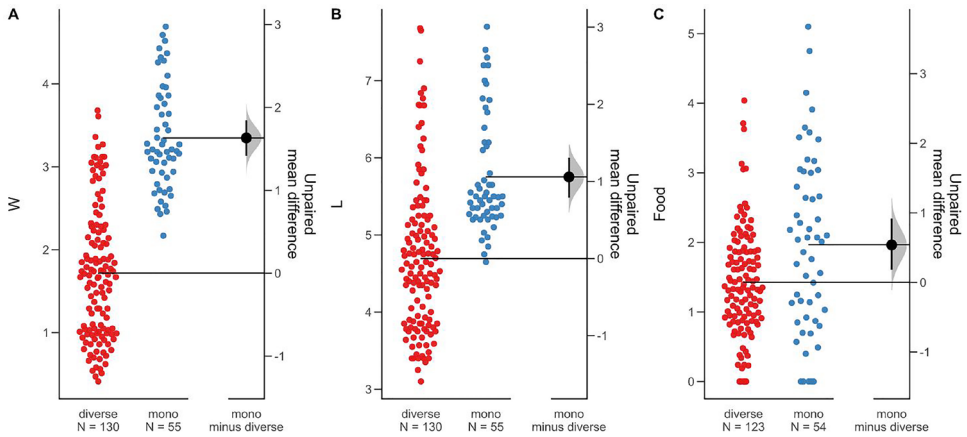 A
W
4
3
2
1
3
2
1
0
-1
Unpaired
mean difference
diverse
N = 130
mono
N = 55
mono
minus diverse
B
L
7
6
5
4
3
3
2
1
0
-1
Unpaired
mean difference
diverse
N = 130
mono
N = 55
mono
minus diverse
C
Food
5
4
3
2
1
0
3
2
1
0
-1
Unpaired
mean difference
diverse
N = 123
mono
N = 54
mono
minus diverse